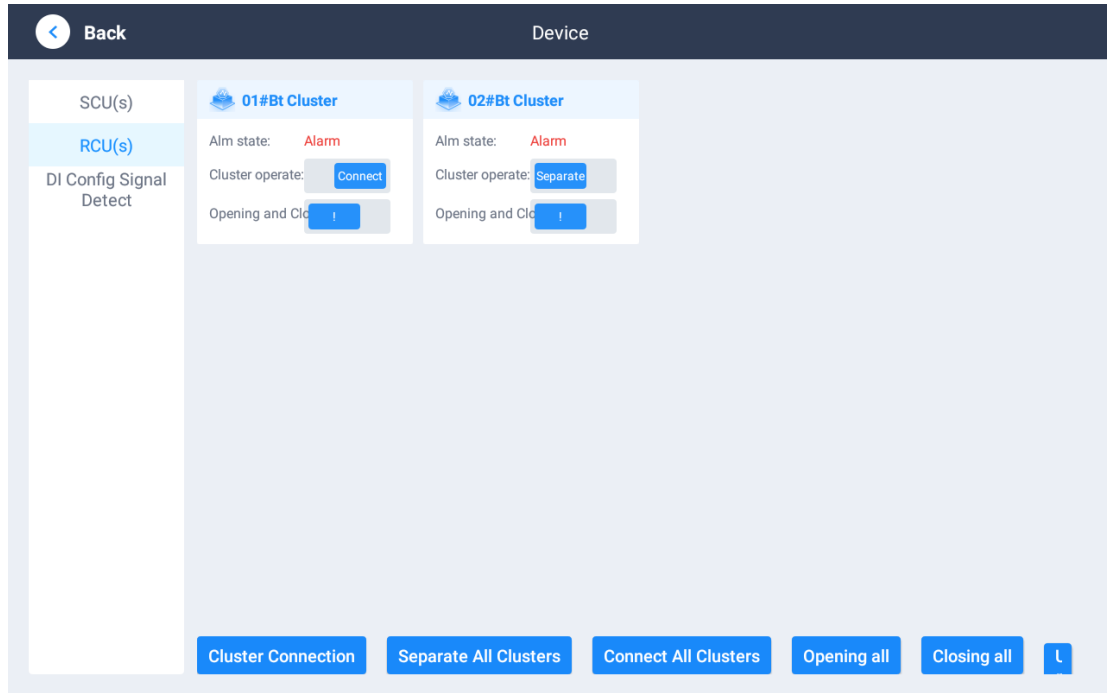 Back
Device
SCU(s)
RCU(s)
DI Config Signal
Detect
01#Bt Cluster
Alm state: Alarm
Cluster operate: Connect
Opening and Clo !
02#Bt Cluster
Alm state: Alarm
Cluster operate: Separate
Opening and Clo !
Cluster Connection
Separate All Clusters
Connect All Clusters
Opening all
Closing all